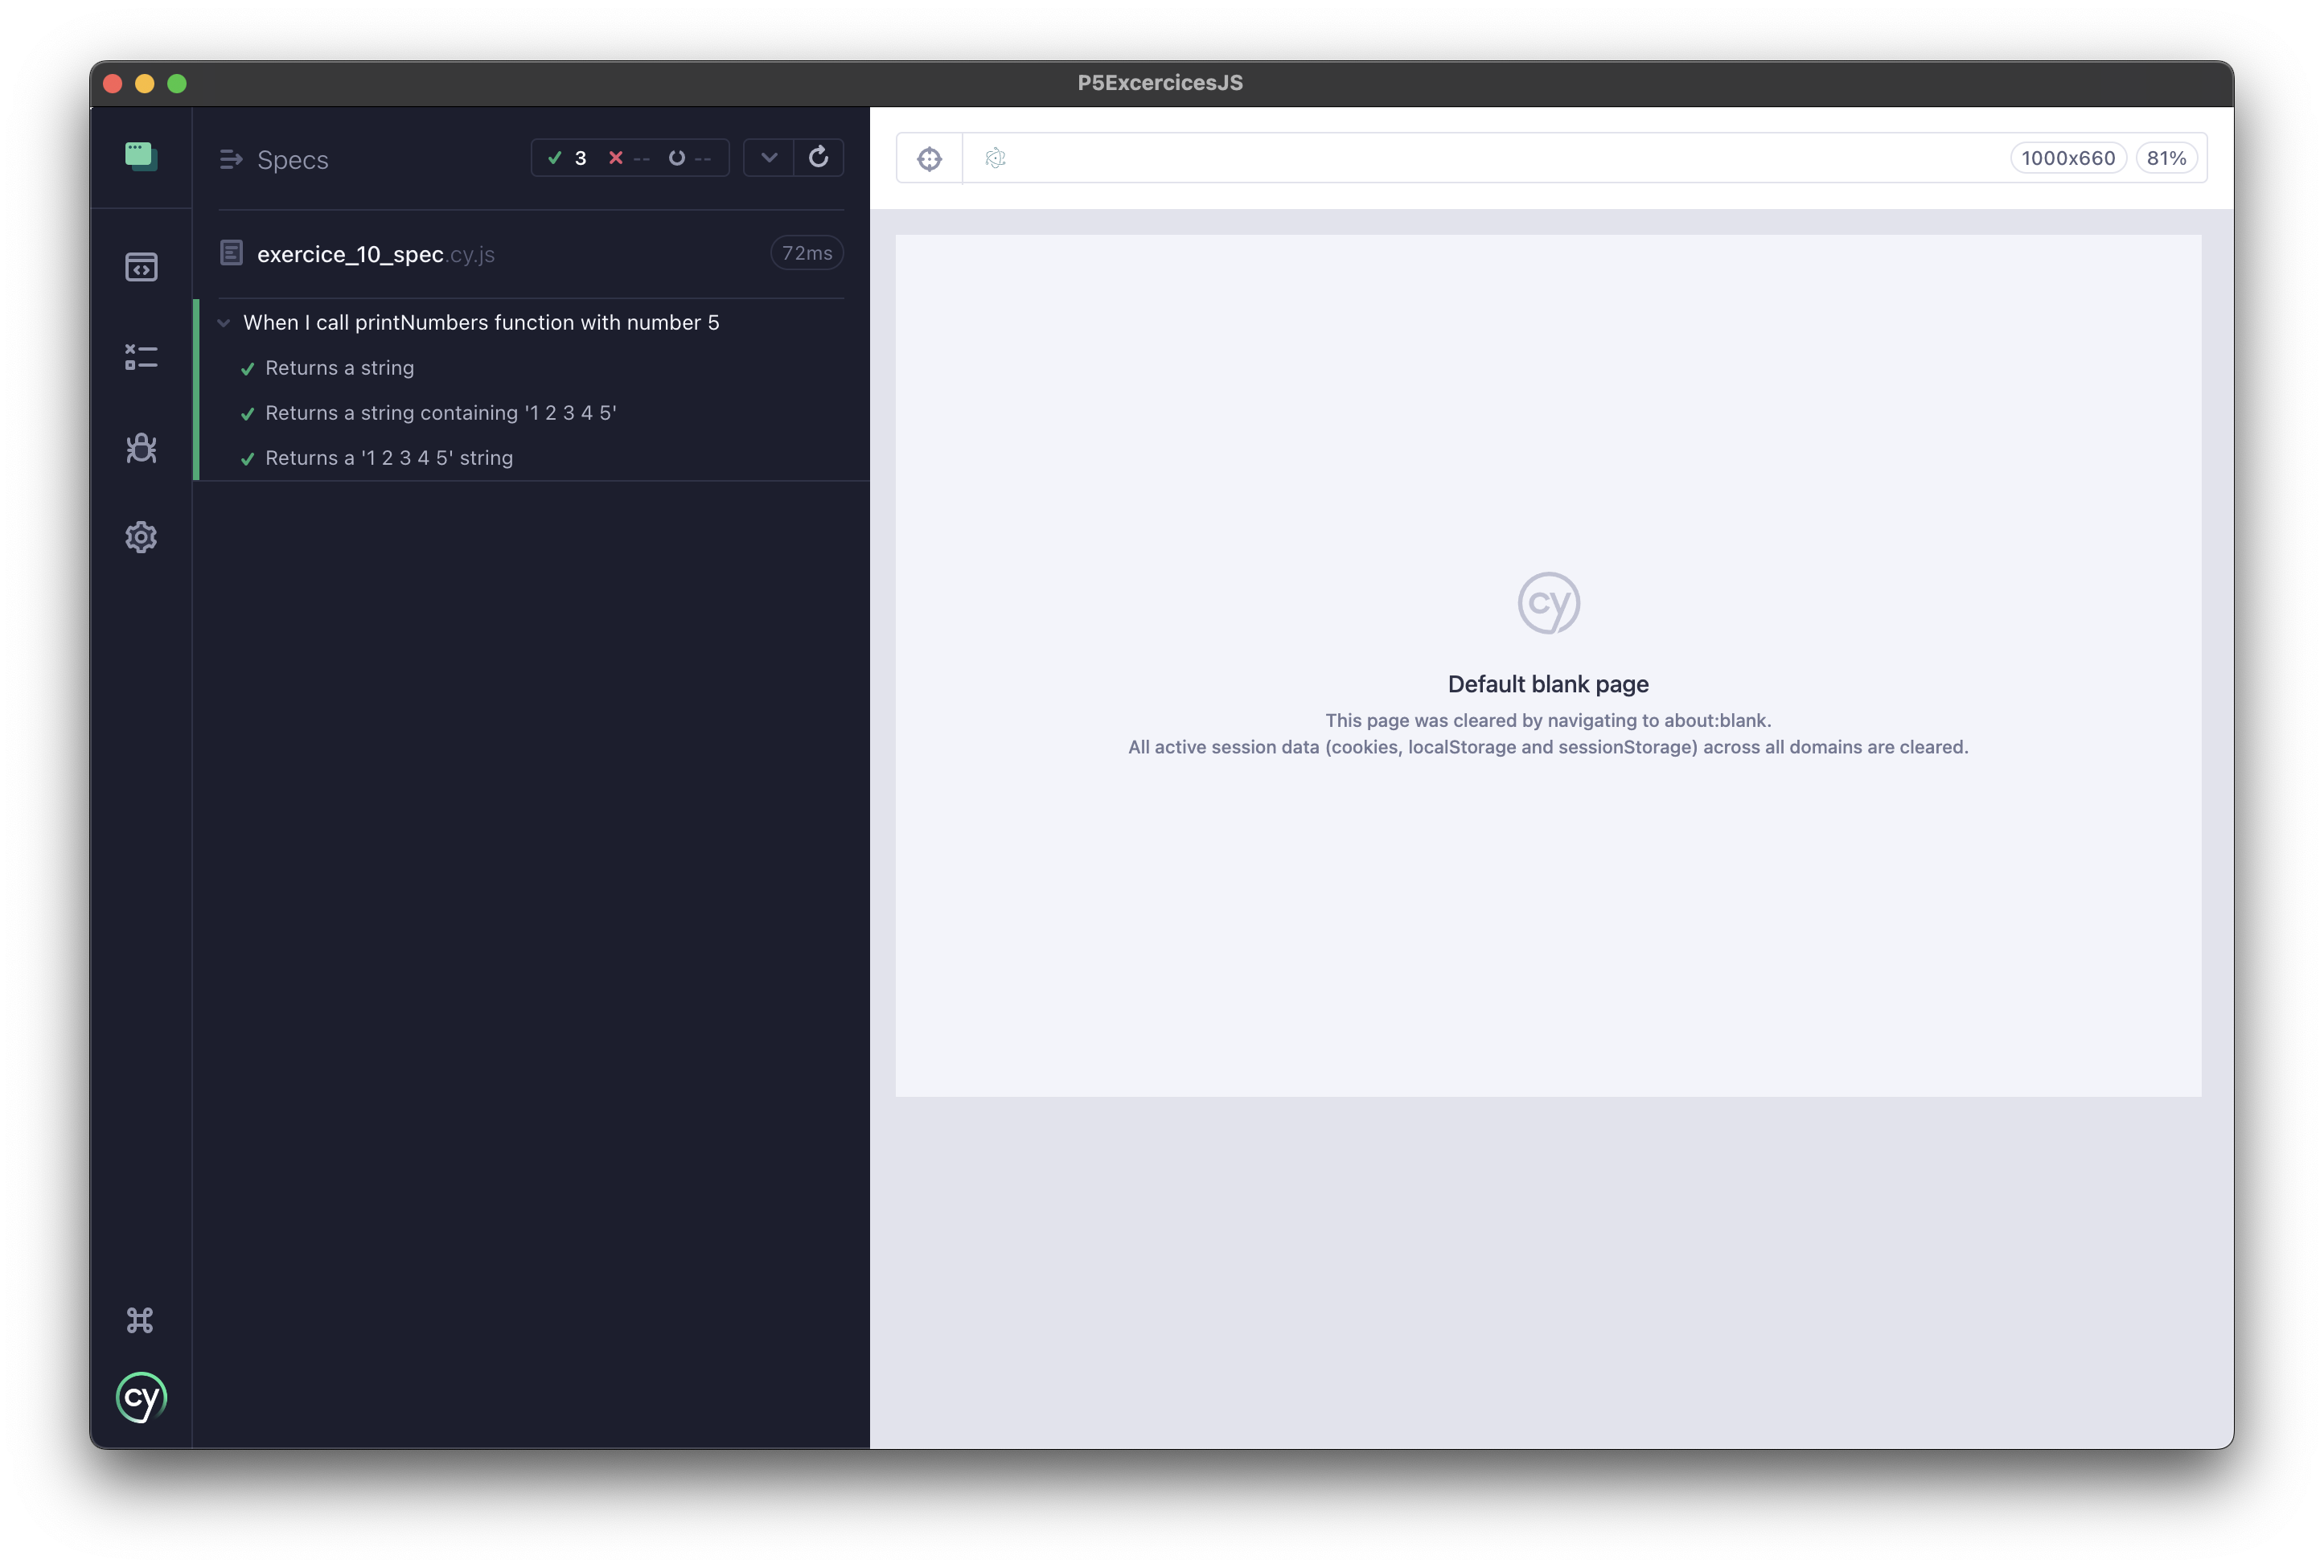 P5ExcercicesJS
Specs
3 -- --
1000x660 81%
exercice_10_spec.cy.js 72ms
When I call printNumbers function with number 5
Returns a string
Returns a string containing '1 2 3 4 5'
Returns a '1 2 3 4 5' string
cy
Default blank page
This page was cleared by navigating to about:blank.
All active session data (cookies, localStorage and sessionStorage) across all domains are cleared.
cy